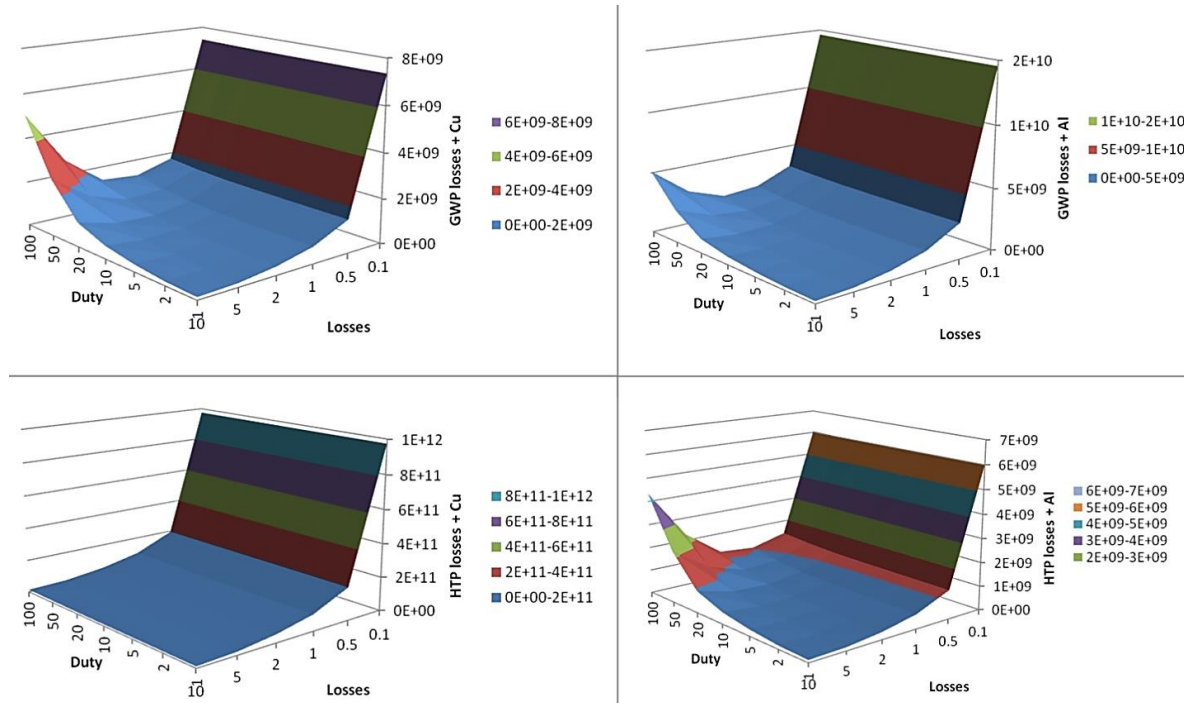 8E+09
6E+09
4E+09
2E+09
0E+00
GWP losses + Cu
6E+09-8E+09
4E+09-6E+09
2E+09-4E+09
0E+00-2E+09
100
50
20
10
5
2
1
Duty
10
5
2
1
0.5
0.1
Losses
2E+10
1E+10
5E+09
0E+00
GWP losses + Al
1E+10-2E+10
5E+09-1E+10
0E+00-5E+09
100
50
20
10
5
2
1
Duty
10
5
2
1
0.5
0.1
Losses
1E+12
8E+11
6E+11
4E+11
2E+11
0E+00
HTP losses + Cu
8E+11-1E+12
6E+11-8E+11
4E+11-6E+11
2E+11-4E+11
0E+00-2E+11
100
50
20
10
5
2
1
Duty
10
5
2
1
0.5
0.1
Losses
7E+09
6E+09
5E+09
4E+09
3E+09
2E+09
1E+09
0E+00
HTP losses + Al
6E+09-7E+09
5E+09-6E+09
4E+09-5E+09
3E+09-4E+09
2E+09-3E+09
100
50
20
10
5
2
1
Duty
10
5
2
1
0.5
0.1
Losses